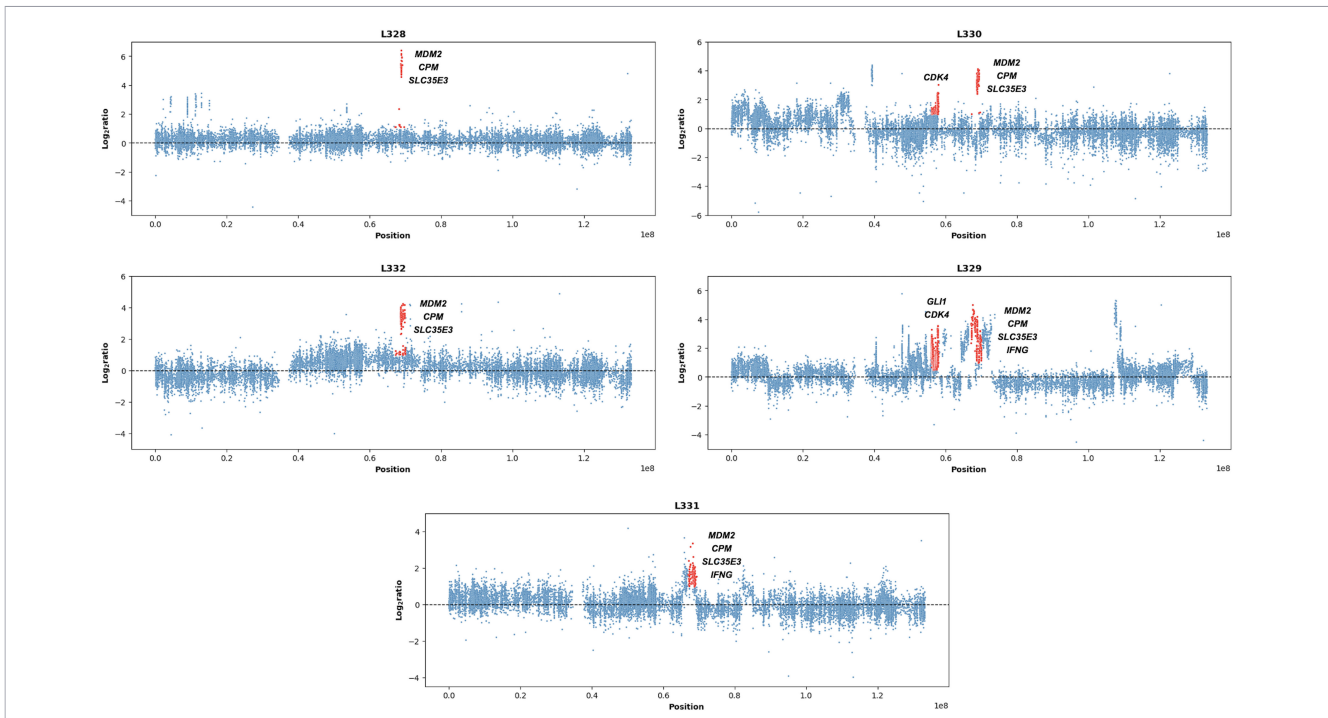 L328
MDM2
CPM
SLC35E3
Log2ratio
6
4
2
0
−2
−4
0.0 0.2 0.4 0.6 0.8 1.0 1.2
1e8
Position
L330
CDK4
MDM2
CPM
SLC35E3
Log2ratio
6
4
2
0
−2
−4
−6
0.0 0.2 0.4 0.6 0.8 1.0 1.2
1e8
Position
L332
MDM2
CPM
SLC35E3
Log2ratio
6
4
2
0
−2
−4
0.0 0.2 0.4 0.6 0.8 1.0 1.2
1e8
Position
L329
GLI1
CDK4
MDM2
CPM
SLC35E3
IFNG
Log2ratio
6
4
2
0
−2
−4
0.0 0.2 0.4 0.6 0.8 1.0 1.2
1e8
Position
L331
MDM2
CPM
SLC35E3
IFNG
Log2ratio
4
2
0
−2
−4
0.0 0.2 0.4 0.6 0.8 1.0 1.2
1e8
Position